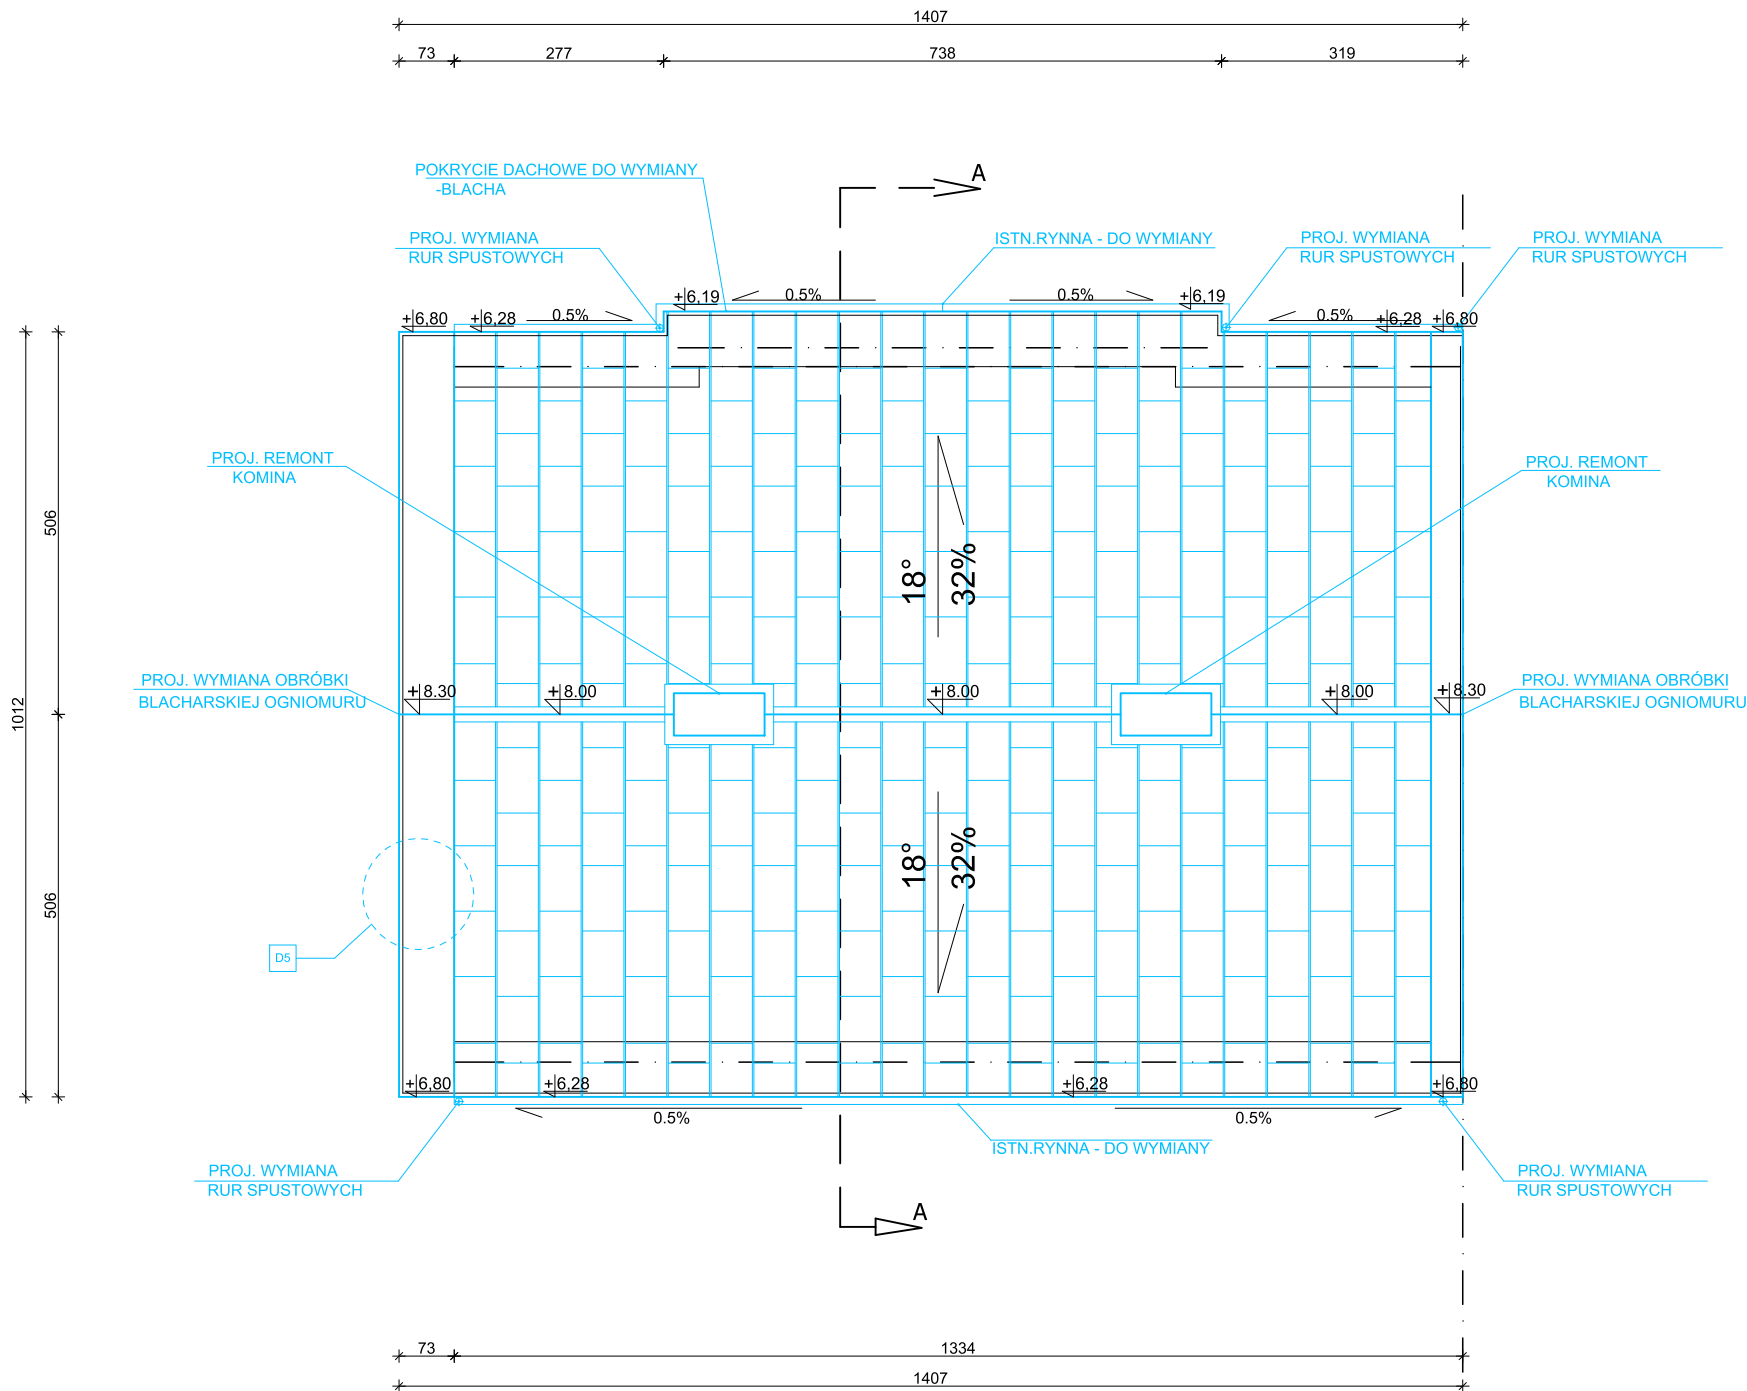 1407
73 277 738 319
A
POKRYCIE DACHOWE DO WYMIANY
-BLACHA
PROJ. WYMIANA
RUR SPUSTOWYCH
ISTN.RYNNA - DO WYMIANY
PROJ. WYMIANA
RUR SPUSTOWYCH
PROJ. WYMIANA
RUR SPUSTOWYCH
+6,19 0.5% 0.5% +6,19
+6,80 +6,28 0.5% 0.5% +6,28 +6,80
PROJ. REMONT
KOMINA
PROJ. REMONT
KOMINA
506
18°
32%
PROJ. WYMIANA OBRÓBKI
BLACHARSKIEJ OGNIOMURU
+8.30 +8.00 +8.00 +8.00 +8.30
PROJ. WYMIANA OBRÓBKI
BLACHARSKIEJ OGNIOMURU
1012
18°
32%
506
D5
+6,80 +6,28 +6,28 +6,80
0.5% 0.5%
ISTN.RYNNA - DO WYMIANY
PROJ. WYMIANA
RUR SPUSTOWYCH
PROJ. WYMIANA
RUR SPUSTOWYCH
A
73 1334
1407